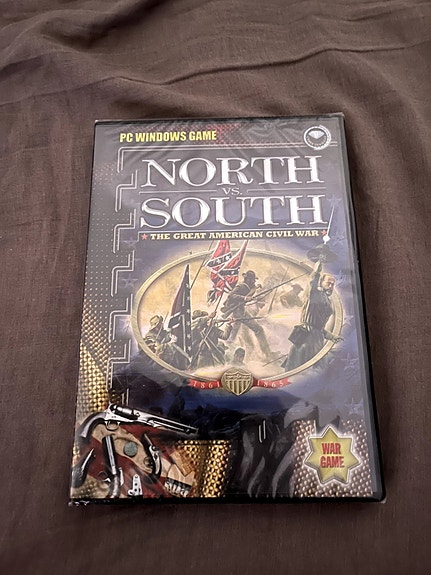 PC WINDOWS GAME
NORTH
VS.
SOUTH
THE GREAT AMERICAN CIVIL WAR
1861 1865
WAR
GAME